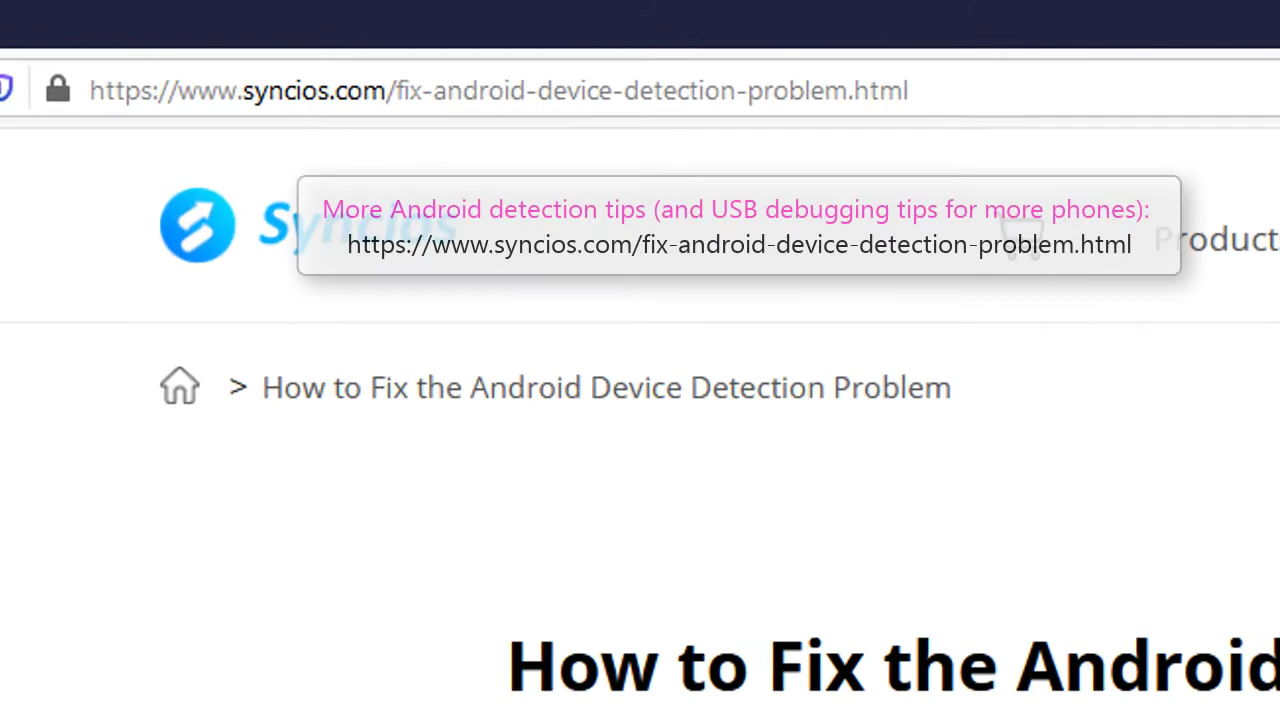 https://www.syncios.com/fix-android-device-detection-problem.html
Syncios
More Android detection tips (and USB debugging tips for more phones):
https://www.syncios.com/fix-android-device-detection-problem.html
Products
> How to Fix the Android Device Detection Problem
How to Fix the Android